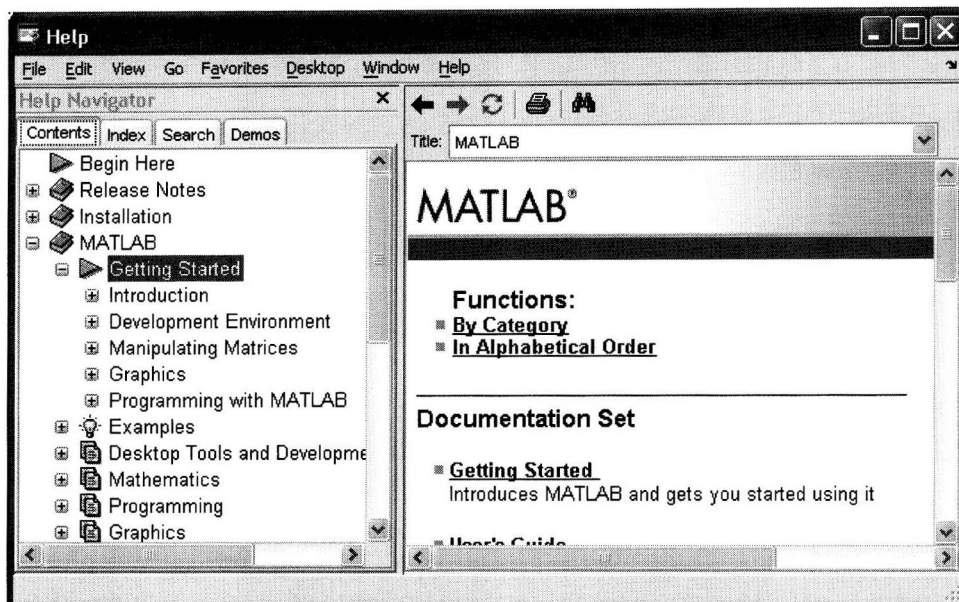 Help
File Edit View Go Favorites Desktop Window Help
Help Navigator
Contents Index Search Demos
Begin Here
Release Notes
Installation
MATLAB
Getting Started
Introduction
Development Environment
Manipulating Matrices
Graphics
Programming with MATLAB
Examples
Desktop Tools and Developme
Mathematics
Programming
Graphics
Title: MATLAB
MATLAB®
Functions:
By Category
In Alphabetical Order
Documentation Set
Getting Started
Introduces MATLAB and gets you started using it
User's Guide